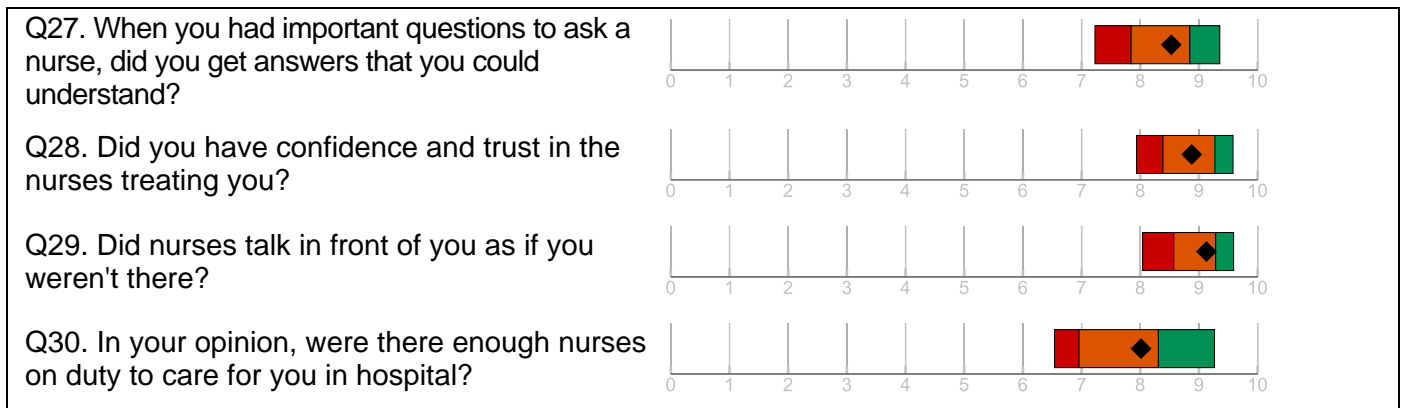 Q27. When you had important questions to ask a
nurse, did you get answers that you could
understand?
0 1 2 3 4 5 6 7 8 9 10
Q28. Did you have confidence and trust in the
nurses treating you?
0 1 2 3 4 5 6 7 8 9 10
Q29. Did nurses talk in front of you as if you
weren't there?
0 1 2 3 4 5 6 7 8 9 10
Q30. In your opinion, were there enough nurses
on duty to care for you in hospital?
0 1 2 3 4 5 6 7 8 9 10